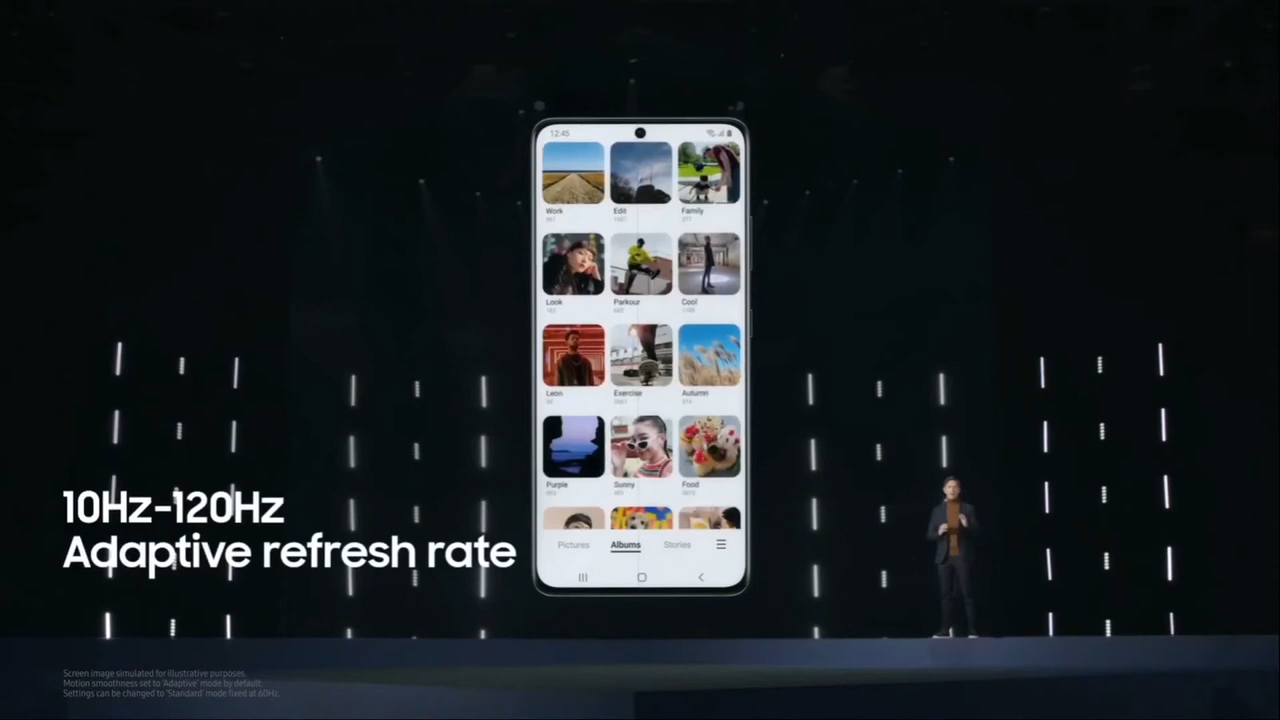 12:45
Work
Edit
Family
Look
Parkour
Cool
Leon
Exercise
Autumn
Purple
Sunny
Food
Pictures Albums Stories
10Hz-120Hz
Adaptive refresh rate
Screen image simulated for illustrative purposes.
Motion smoothness set to 'Adaptive' mode by default.
Settings can be changed to 'Standard' mode fixed at 60Hz.